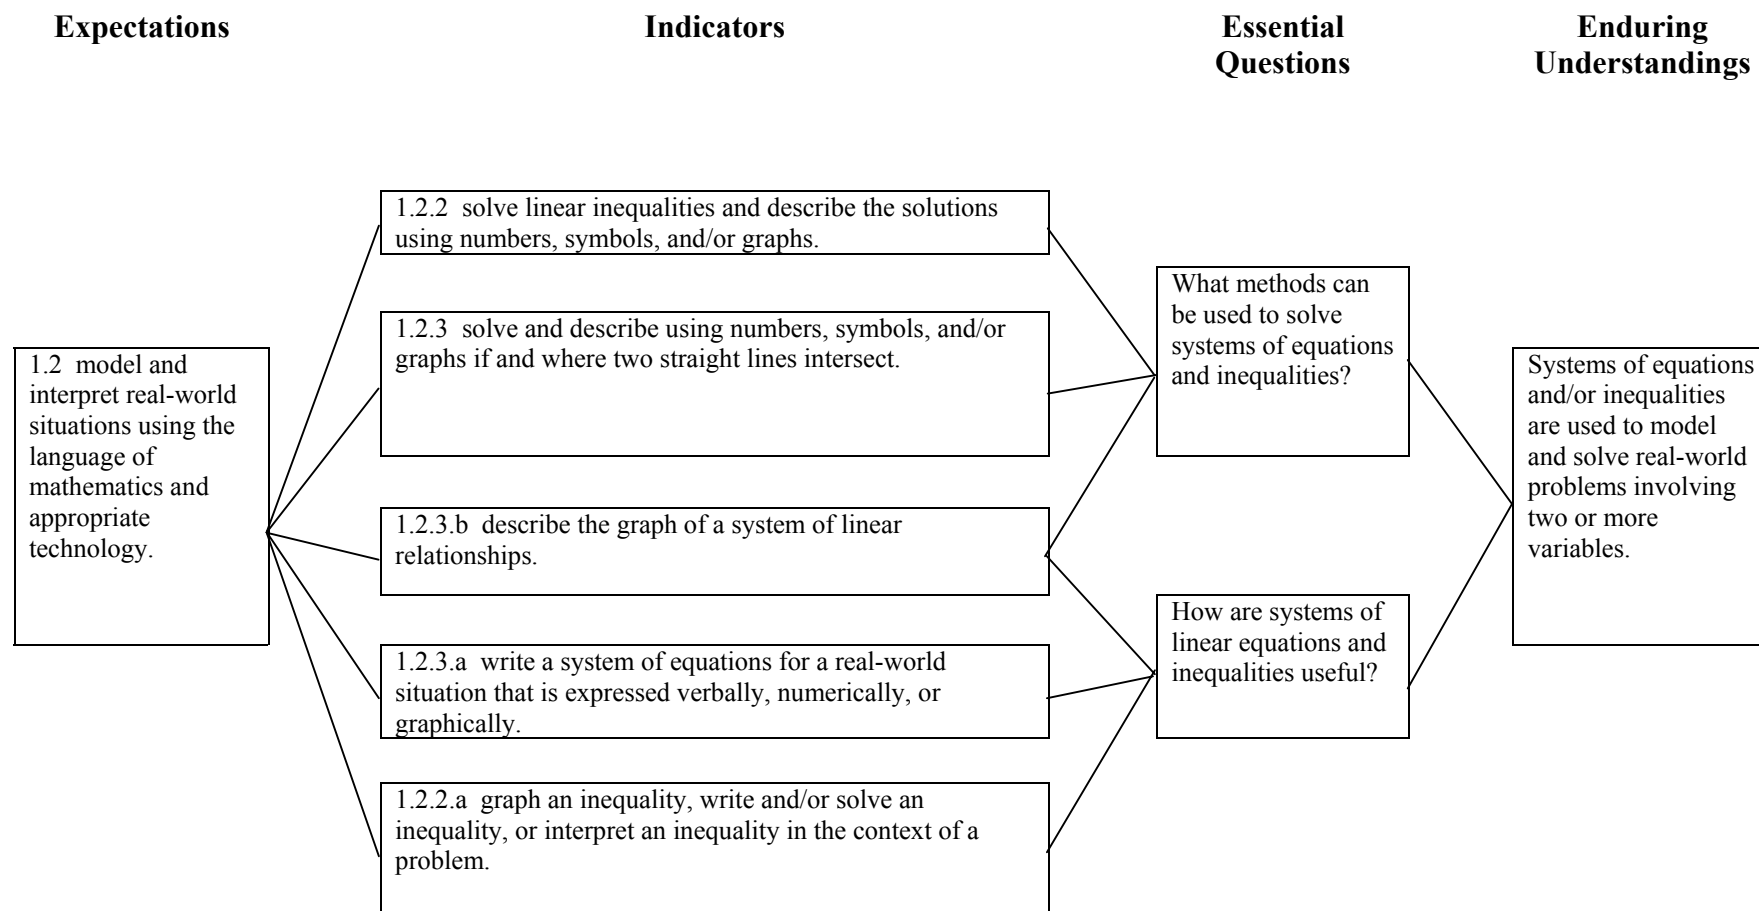 Expectations
Indicators
Essential
Questions
Enduring
Understandings
1.2.2 solve linear inequalities and describe the solutions
using numbers, symbols, and/or graphs.
1.2.3 solve and describe using numbers, symbols, and/or
graphs if and where two straight lines intersect.
1.2 model and
interpret real-world
situations using the
language of
mathematics and
appropriate
technology.
1.2.3.b describe the graph of a system of linear
relationships.
1.2.3.a write a system of equations for a real-world
situation that is expressed verbally, numerically, or
graphically.
1.2.2.a graph an inequality, write and/or solve an
inequality, or interpret an inequality in the context of a
problem.
What methods can
be used to solve
systems of equations
and inequalities?
How are systems of
linear equations and
inequalities useful?
Systems of equations
and/or inequalities
are used to model
and solve real-world
problems involving
two or more
variables.